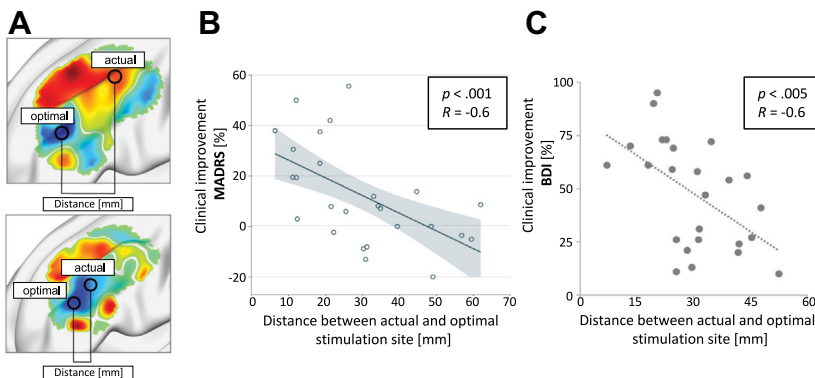 A
actual
optimal
Distance [mm]
actual
optimal
Distance [mm]
B
Clinical improvement
MADRS [%]
60
40
20
0
-20
p < .001
R = -0.6
0 10 20 30 40 50 60 70
Distance between actual and optimal
stimulation site [mm]
C
Clinical improvement
BDI [%]
100
75
50
25
0
p < .005
R = -0.6
0 15 30 45 60
Distance between actual and optimal
stimulation site [mm]